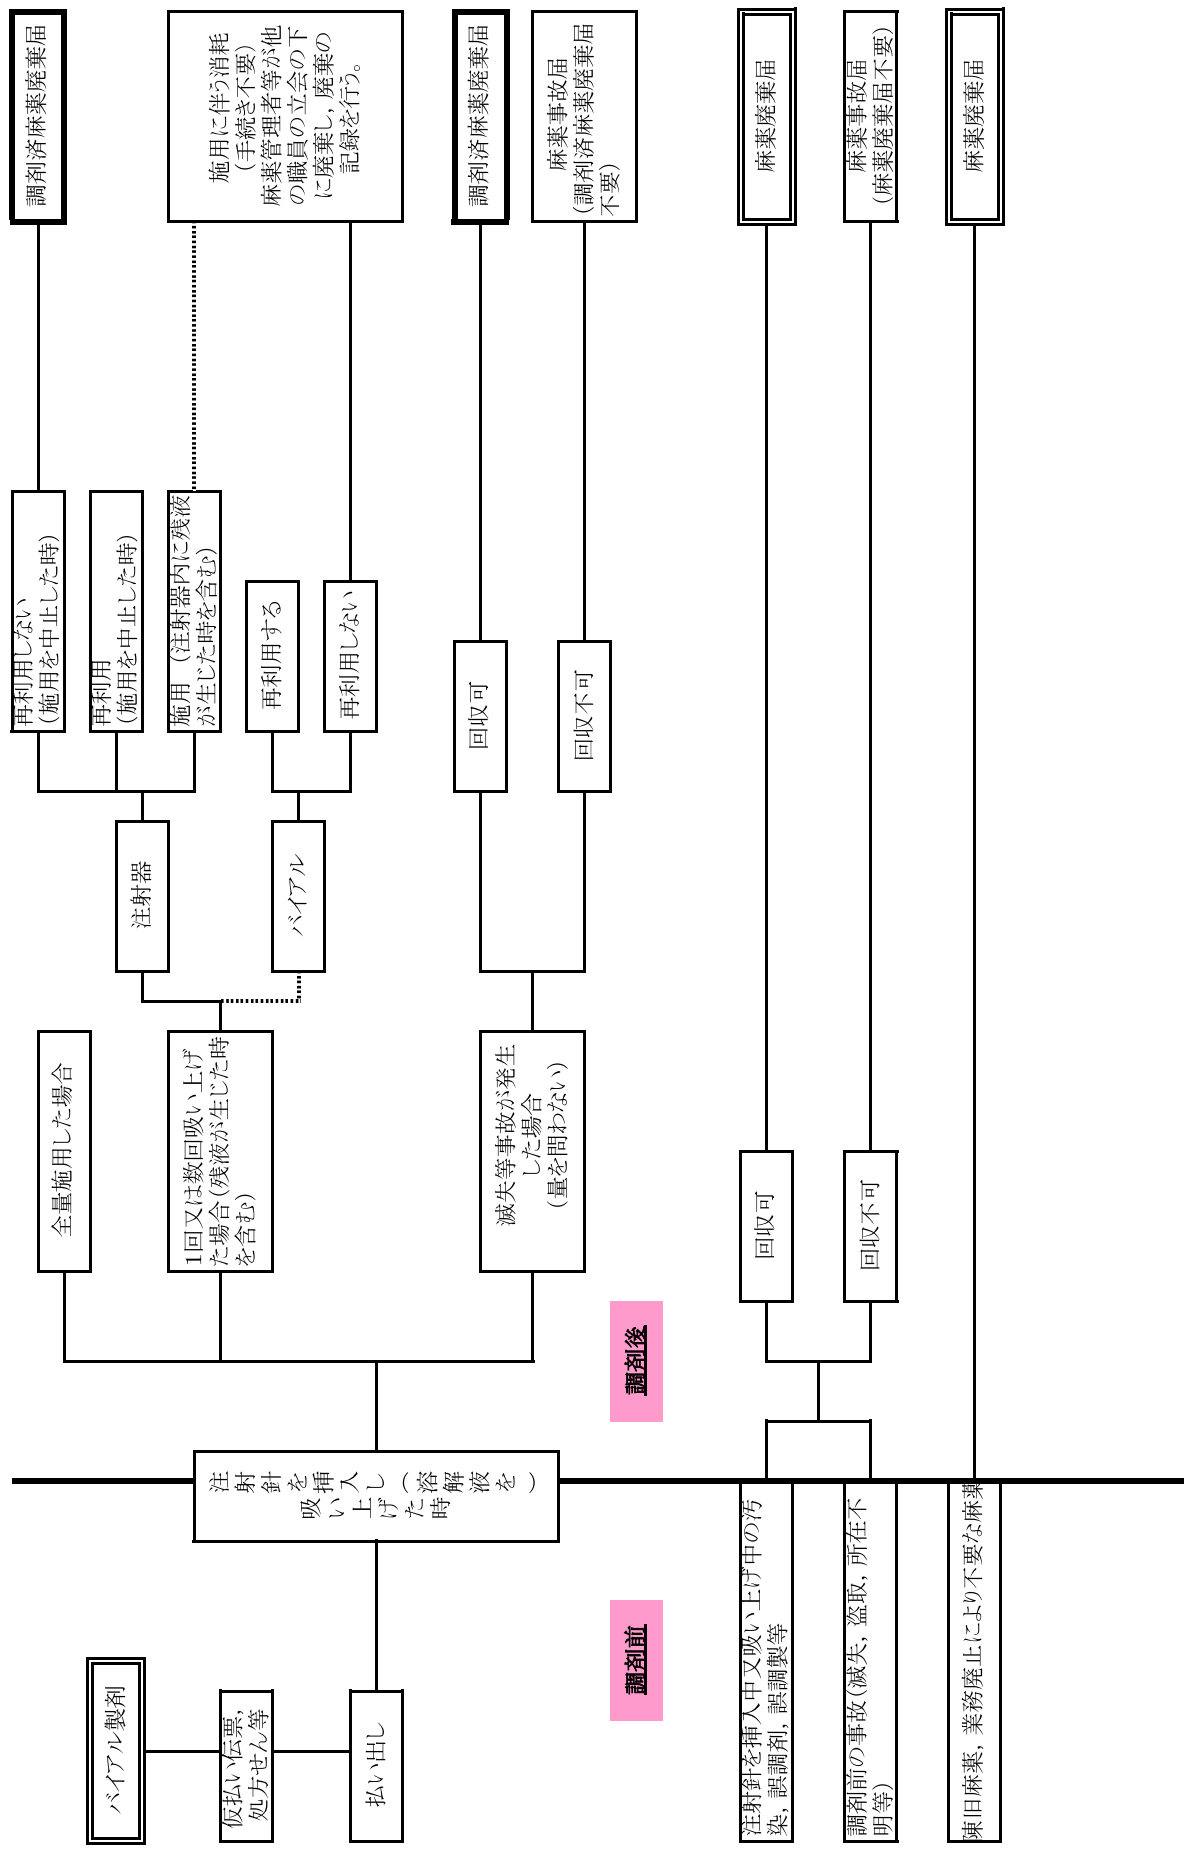 バイアル製剤
仮払い伝票,
処方せん等
払い出し
注射針を挿入し(溶解液を)
吸い上げた時
全量施用した場合
1回又は数回吸い上げ
た場合(残液が生じた時
を含む)
注射器
再利用しない
(施用を中止した時)
調剤済麻薬廃棄届
再利用
(施用を中止した時)
施用 (注射器内に残液
が生じた時を含む)
バイアル
再利用する
再利用しない
施用に伴う消耗
(手続き不要)
麻薬管理者等が他
の職員の立会の下
に廃棄し,廃棄の
記録を行う。
滅失等事故が発生
した場合
(量を問わない)
回収可
調剤済麻薬廃棄届
回収不可
麻薬事故届
(調剤済麻薬廃棄届
不要)
調剤前
調剤後
注射針を挿入中又吸い上げ中の汚
染,誤調剤,誤調製等
回収可
麻薬廃棄届
調剤前の事故(滅失,盗取,所在不
明等)
回収不可
麻薬事故届
(麻薬廃棄届不要)
陳旧麻薬,業務廃止により不要な麻薬
麻薬廃棄届